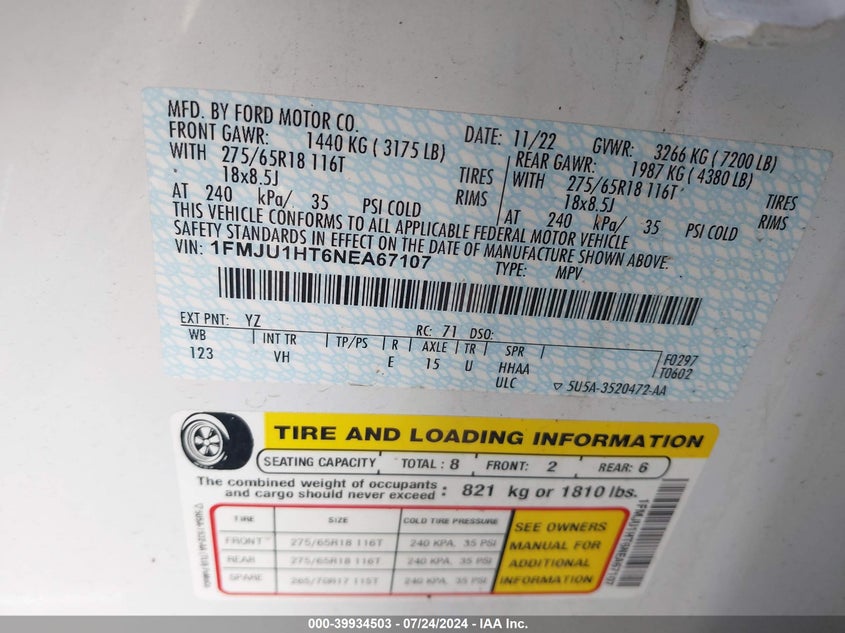 MFD. BY FORD MOTOR CO.
DATE: 11/22 GVWR: 3266 KG ( 7200 LB)
FRONT GAWR: 1440 KG ( 3175 LB)
REAR GAWR: 1987 KG ( 4380 LB)
WITH 275/65R18 116T TIRES
WITH 275/65R18 116T TIRES
18x8.5J RIMS
18x8.5J RIMS
AT 240 kPa/ 35 PSI COLD
AT 240 kPa/ 35 PSI COLD
THIS VEHICLE CONFORMS TO ALL APPLICABLE FEDERAL MOTOR VEHICLE
SAFETY STANDARDS IN EFFECT ON THE DATE OF MANUFACTURE SHOWN ABOVE.
VIN: 1FMJU1HT6NEA67107
TYPE: MPV
EXT PNT: YZ RC: 71 DSO:
WB INT TR TP/PS R AXLE TR SPR
123 VH E 15 U HHAA
ULC
F0297
T0602
5U5A-3520472-AA
TIRE AND LOADING INFORMATION
SEATING CAPACITY TOTAL : 8 FRONT: 2 REAR: 6
The combined weight of occupants
and cargo should never exceed : 821 kg or 1810 lbs.
TIRE SIZE COLD TIRE PRESSURE
FRONT 275/65R18 116T 240 KPA, 35 PSI
REAR 275/65R18 116T 240 KPA, 35 PSI
SPARE 265/70R17 115T 240 KPA, 35 PSI
SEE OWNERS
MANUAL FOR
ADDITIONAL
INFORMATION
1FMJU1HT6NEA67107
000-39934503 - 07/24/2024 - IAA Inc.